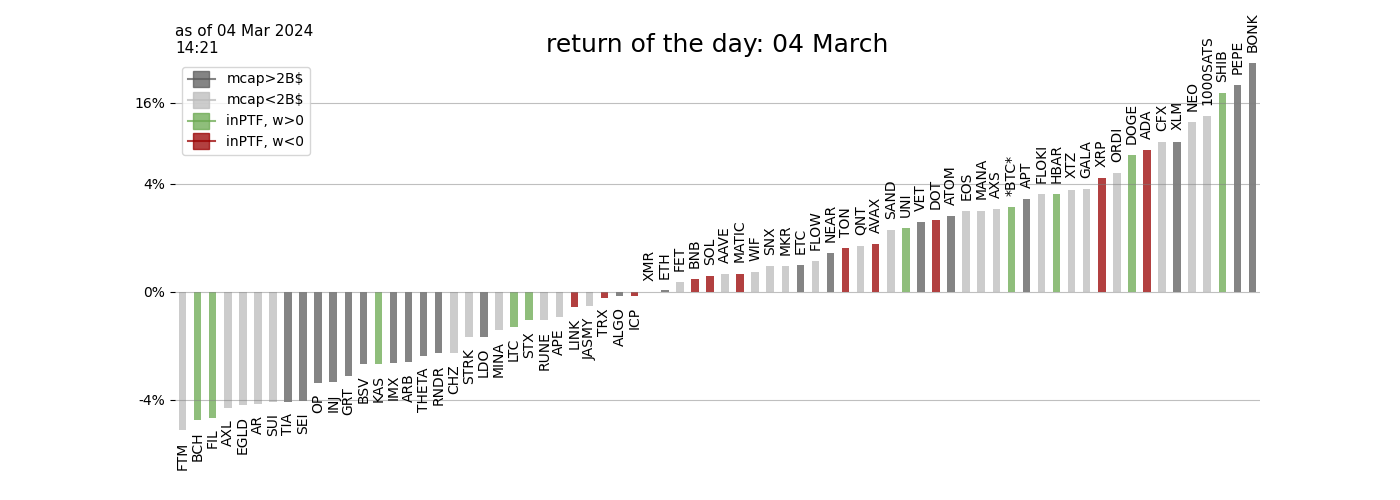 as of 04 Mar 2024
14:21
return of the day: 04 March
mcap>2B$
mcap<2B$
inPTF, w>0
inPTF, w<0
16%
4%
0%
-4%
FTM
BCH
FIL
AXL
EGLD
AR
SUI
TIA
SEI
OP
INJ
GRT
BSV
KAS
IMX
ARB
THETA
RNDR
CHZ
STRK
LDO
MINA
LTC
STX
RUNE
APE
LINK
JASMY
TRX
ALGO
ICP
XMR
ETH
FET
BNB
SOL
AAVE
MATIC
WIF
SNX
MKR
ETC
FLOW
NEAR
TON
QNT
AVAX
SAND
UNI
VET
DOT
ATOM
EOS
MANA
AXS
*BTC*
APT
FLOKI
HBAR
XTZ
GALA
XRP
ORDI
DOGE
ADA
CFX
XLM
NEO
1000SATS
SHIB
PEPE
BONK